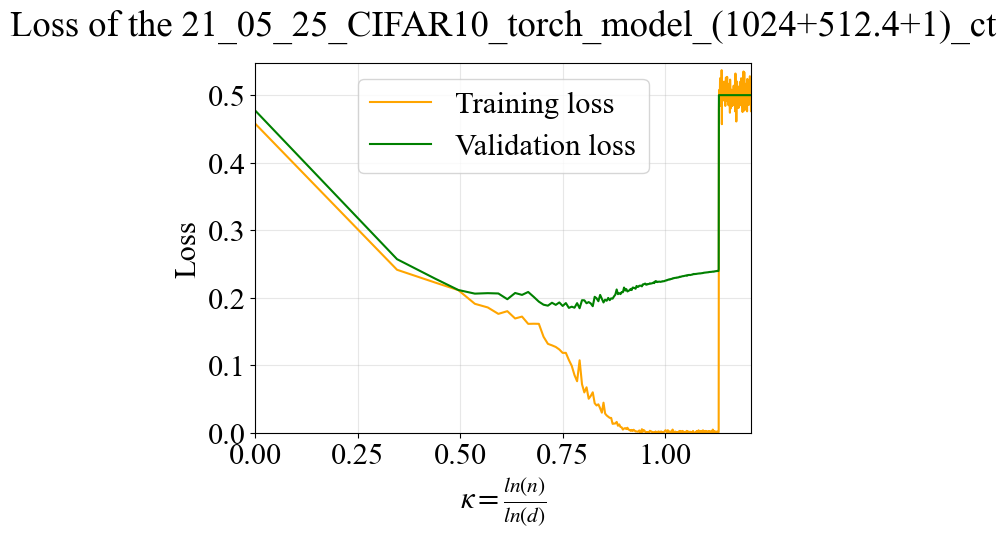 Loss of the 21_05_25_CIFAR10_torch_model_(1024+512.4+1)_ct
Training loss
Validation loss
0.5
0.4
0.3
0.2
0.1
0.0
Loss
0.00 0.25 0.50 0.75 1.00
κ = ln(n) / ln(d)